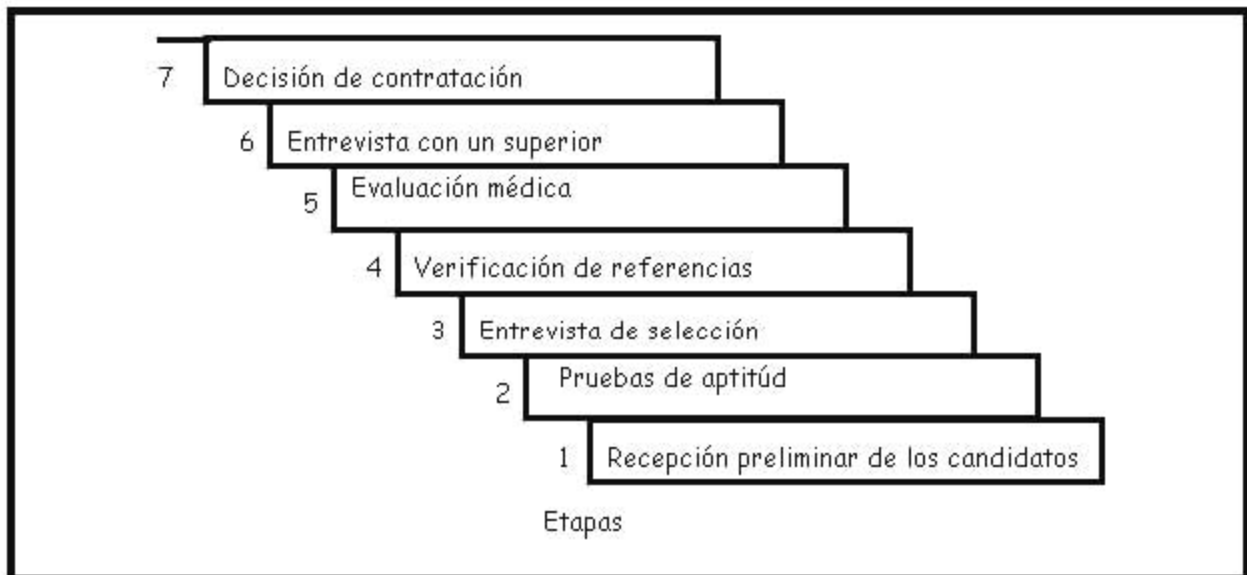 7 Decisión de contratación
6 Entrevista con un superior
5 Evaluación médica
4 Verificación de referencias
3 Entrevista de selección
2 Pruebas de aptitúd
1 Recepción preliminar de los candidatos
Etapas